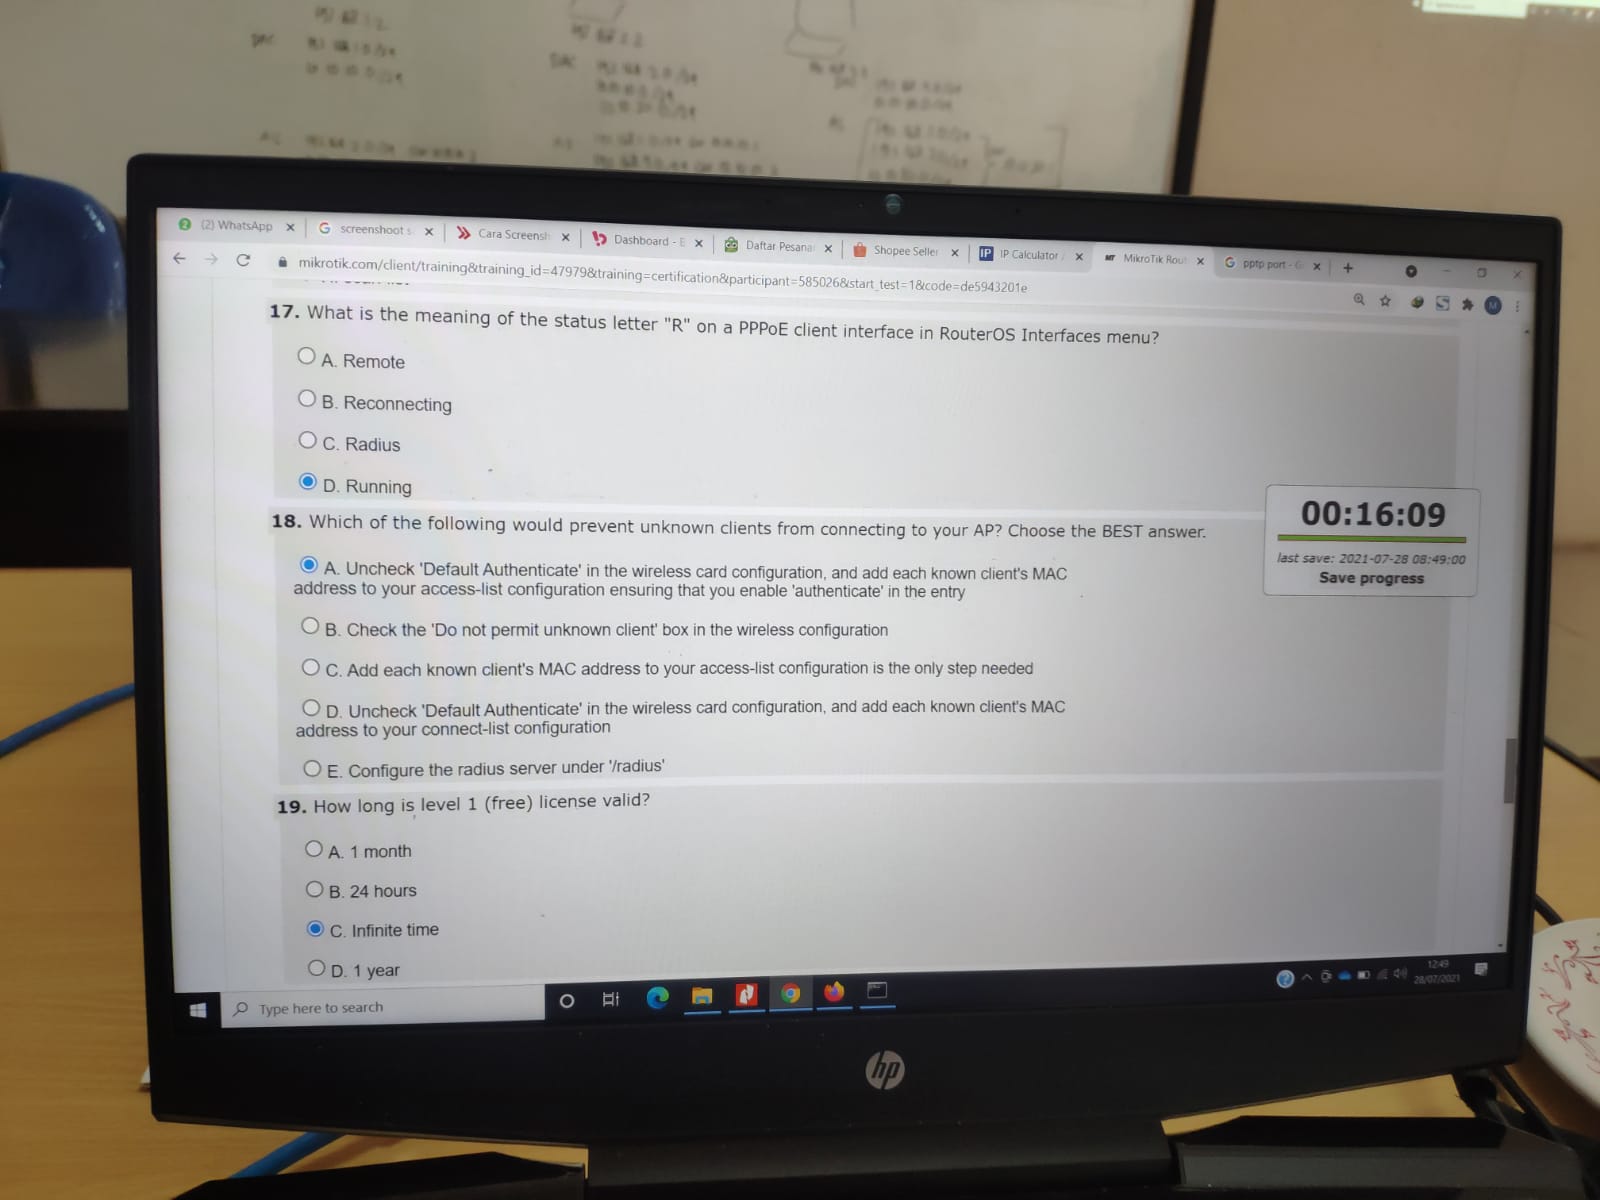 (2) WhatsApp
screenshoot s
Cara Screensh
Dashboard - E
Daftar Pesana
Shopee Seller
IP IP Calculator /
MikroTik Rout
pptp port - G
mikrotik.com/client/training&training_id=47979&training=certification&participant=585026&start_test=1&code=de5943201e
17. What is the meaning of the status letter "R" on a PPPoE client interface in RouterOS Interfaces menu?
A. Remote
B. Reconnecting
C. Radius
D. Running
18. Which of the following would prevent unknown clients from connecting to your AP? Choose the BEST answer.
A. Uncheck 'Default Authenticate' in the wireless card configuration, and add each known client's MAC
address to your access-list configuration ensuring that you enable 'authenticate' in the entry
B. Check the 'Do not permit unknown client' box in the wireless configuration
C. Add each known client's MAC address to your access-list configuration is the only step needed
D. Uncheck 'Default Authenticate' in the wireless card configuration, and add each known client's MAC
address to your connect-list configuration
E. Configure the radius server under '/radius'
19. How long is level 1 (free) license valid?
A. 1 month
B. 24 hours
C. Infinite time
D. 1 year
00:16:09
last save: 2021-07-28 08:49:00
Save progress
Type here to search
12:49
28/07/2021
hp